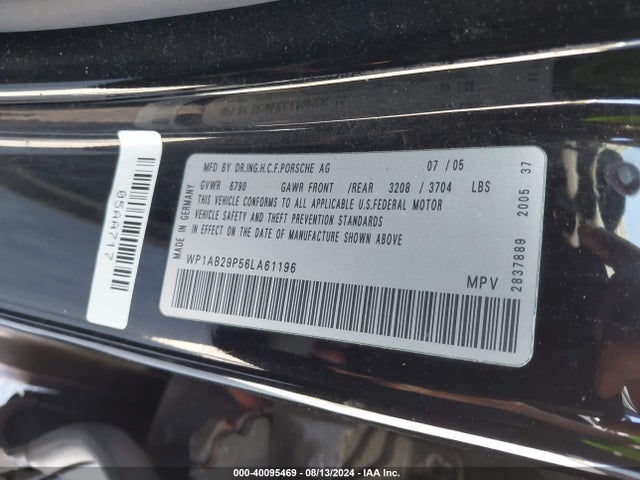 MFD BY DR.ING.H.C.F.PORSCHE AG 07 / 05
GVWR 6790 GAWR FRONT /REAR 3208 / 3704 LBS
THIS VEHICLE CONFORMS TO ALL APPLICABLE U.S.FEDERAL MOTOR
VEHICLE SAFETY AND THEFT PREVENTION STANDARDS
IN EFFECT ON THE DATE OF MANUFACTURE SHOWN ABOVE
WP1AB29P56LA61196
MPV
MADE IN GERMANY
2837889 2005 37
05AA717
000-40095469 - 08/13/2024 - IAA Inc.